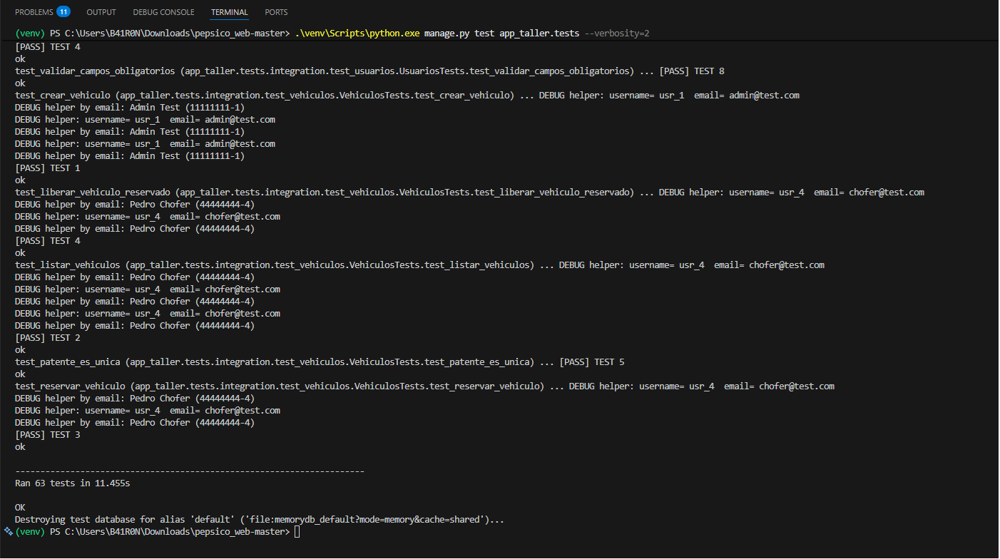 PROBLEMS 11 OUTPUT DEBUG CONSOLE TERMINAL PORTS
(venv) PS C:\Users\B41R0N\Downloads\pepsico_web-master> .\venv\Scripts\python.exe manage.py test app_taller.tests --verbosity=2
[PASS] TEST 4
ok
test_validar_campos_obligatorios (app_taller.tests.integration.test_usuarios.UsuariosTests.test_validar_campos_obligatorios) ... [PASS] TEST 8
ok
test_crear_vehiculo (app_taller.tests.integration.test_vehiculos.VehiculosTests.test_crear_vehiculo) ... DEBUG helper: username= usr_1  email= admin@test.com
DEBUG helper by email: Admin Test (11111111-1)
DEBUG helper: username= usr_1  email= admin@test.com
DEBUG helper by email: Admin Test (11111111-1)
DEBUG helper: username= usr_1  email= admin@test.com
DEBUG helper by email: Admin Test (11111111-1)
[PASS] TEST 1
ok
test_liberar_vehiculo_reservado (app_taller.tests.integration.test_vehiculos.VehiculosTests.test_liberar_vehiculo_reservado) ... DEBUG helper: username= usr_4  email= chofer@test.com
DEBUG helper by email: Pedro Chofer (44444444-4)
DEBUG helper: username= usr_4  email= chofer@test.com
DEBUG helper by email: Pedro Chofer (44444444-4)
[PASS] TEST 4
ok
test_listar_vehiculos (app_taller.tests.integration.test_vehiculos.VehiculosTests.test_listar_vehiculos) ... DEBUG helper: username= usr_4  email= chofer@test.com
DEBUG helper by email: Pedro Chofer (44444444-4)
DEBUG helper: username= usr_4  email= chofer@test.com
DEBUG helper by email: Pedro Chofer (44444444-4)
DEBUG helper: username= usr_4  email= chofer@test.com
DEBUG helper by email: Pedro Chofer (44444444-4)
[PASS] TEST 2
ok
test_patente_es_unica (app_taller.tests.integration.test_vehiculos.VehiculosTests.test_patente_es_unica) ... [PASS] TEST 5
ok
test_reservar_vehiculo (app_taller.tests.integration.test_vehiculos.VehiculosTests.test_reservar_vehiculo) ... DEBUG helper: username= usr_4  email= chofer@test.com
DEBUG helper by email: Pedro Chofer (44444444-4)
DEBUG helper: username= usr_4  email= chofer@test.com
DEBUG helper by email: Pedro Chofer (44444444-4)
[PASS] TEST 3
ok
----------------------------------------------------------------------
Ran 63 tests in 11.455s
OK
Destroying test database for alias 'default' ('file:memorydb_default?mode=memory&cache=shared')...
(venv) PS C:\Users\B41R0N\Downloads\pepsico_web-master>